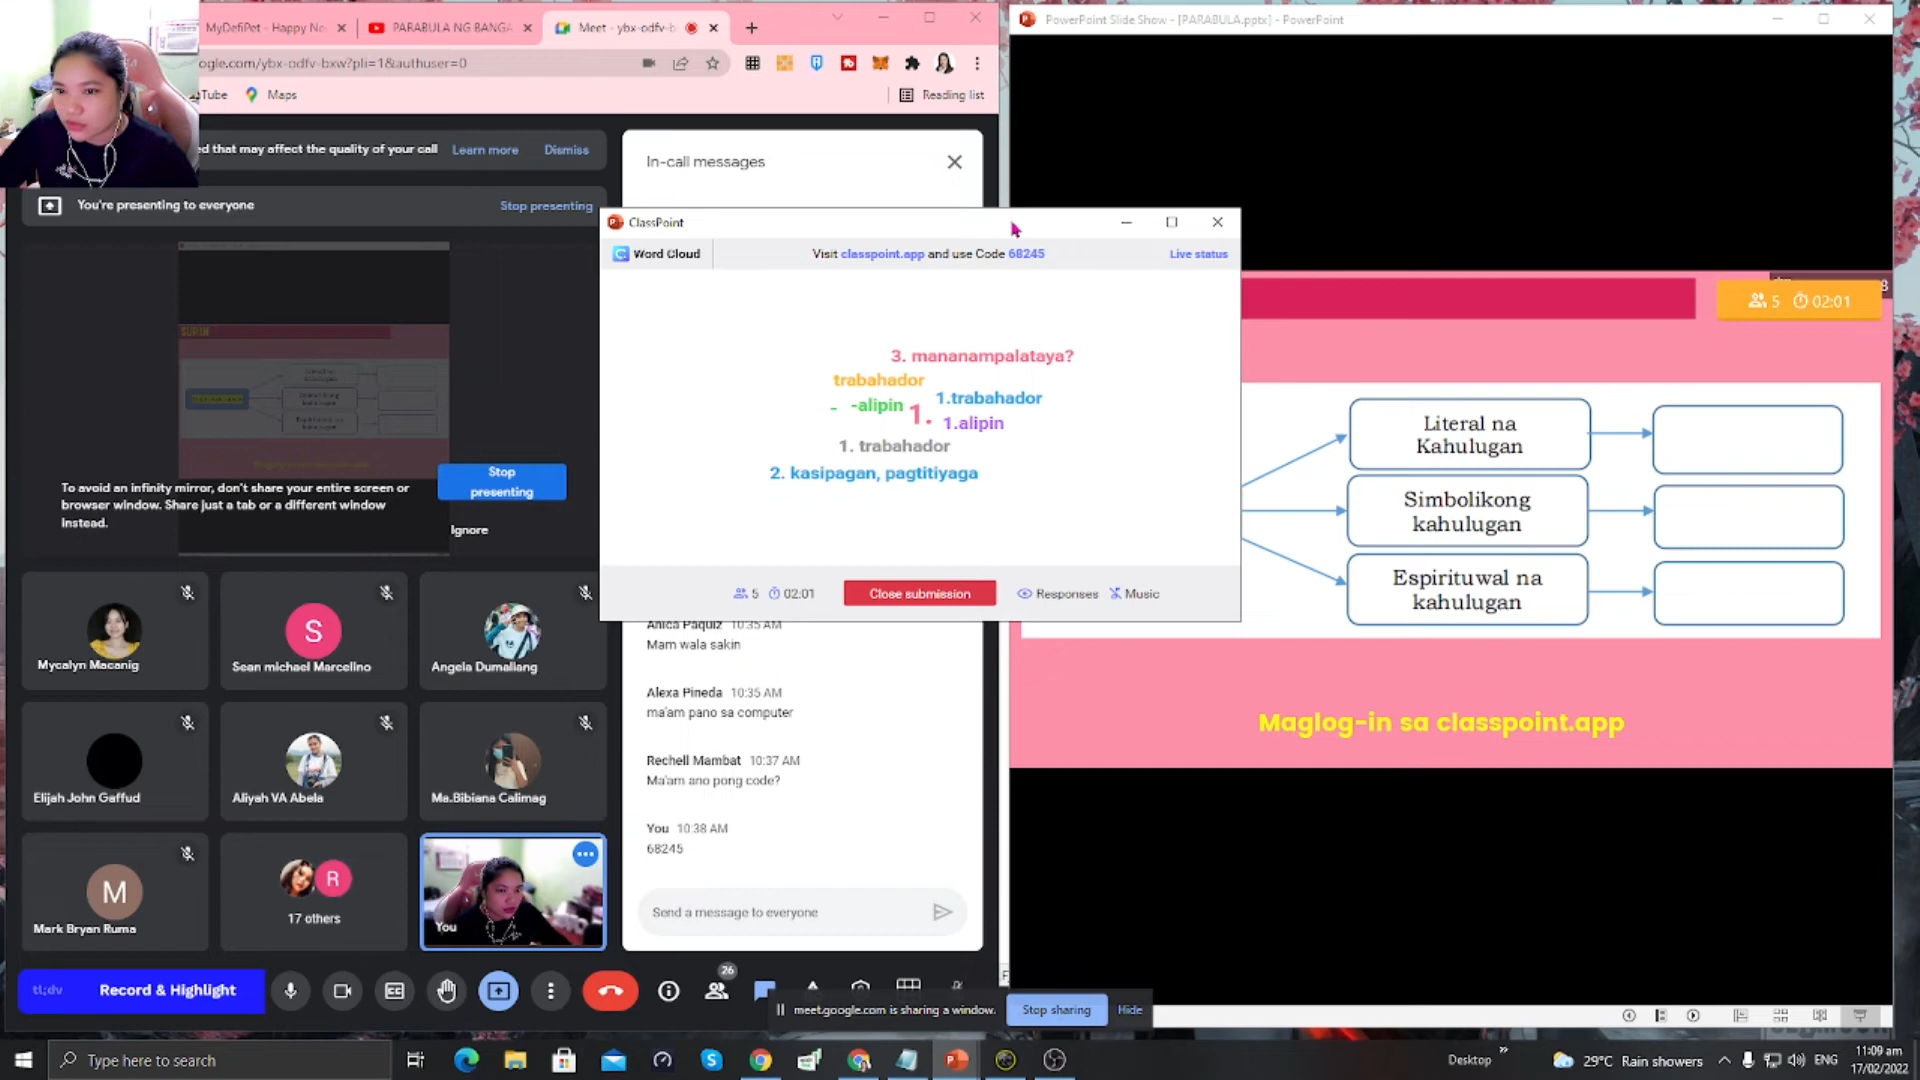 MyDefiPet - Happy Ne
PARABULA NG BANGA
Meet - ybx-odfv-b
ogle.com/ybx-odfv-bxw?pli=1&authuser=0
Tube
Maps
Reading list
ed that may affect the quality of your call
Learn more
Dismiss
You're presenting to everyone
Stop presenting
To avoid an infinity mirror, don't share your entire screen or
browser window. Share just a tab or a different window
instead.
Stop
presenting
Ignore
Mycalyn Macanig
S
Sean michael Marcelino
Angela Dumallang
Elijah John Gaffud
Aliyah VA Abela
Ma.Bibiana Calimag
M
Mark Bryan Ruma
R
17 others
You
In-call messages
Anica Paquiz 10:35 AM
Mam wala sakin
Alexa Pineda 10:35 AM
ma'am pano sa computer
Rechell Mambat 10:37 AM
Ma'am ano pong code?
You 10:38 AM
68245
Send a message to everyone
tl;dv Record & Highlight
26
meet.google.com is sharing a window.
Stop sharing
Hide
ClassPoint
Word Cloud
Visit classpoint.app and use Code 68245
Live status
3. mananampalataya?
trabahador
1.trabahador
- -alipin
1.
1.alipin
1. trabahador
2. kasipagan, pagtitiyaga
5 02:01
Close submission
Responses
Music
PowerPoint Slide Show - [PARABULA.pptx] - PowerPoint
5 02:01
Literal na
Kahulugan
Simbolikong
kahulugan
Espirituwal na
kahulugan
Maglog-in sa classpoint.app
Type here to search
Desktop
29°C Rain showers
ENG
11:09 am
17/02/2022